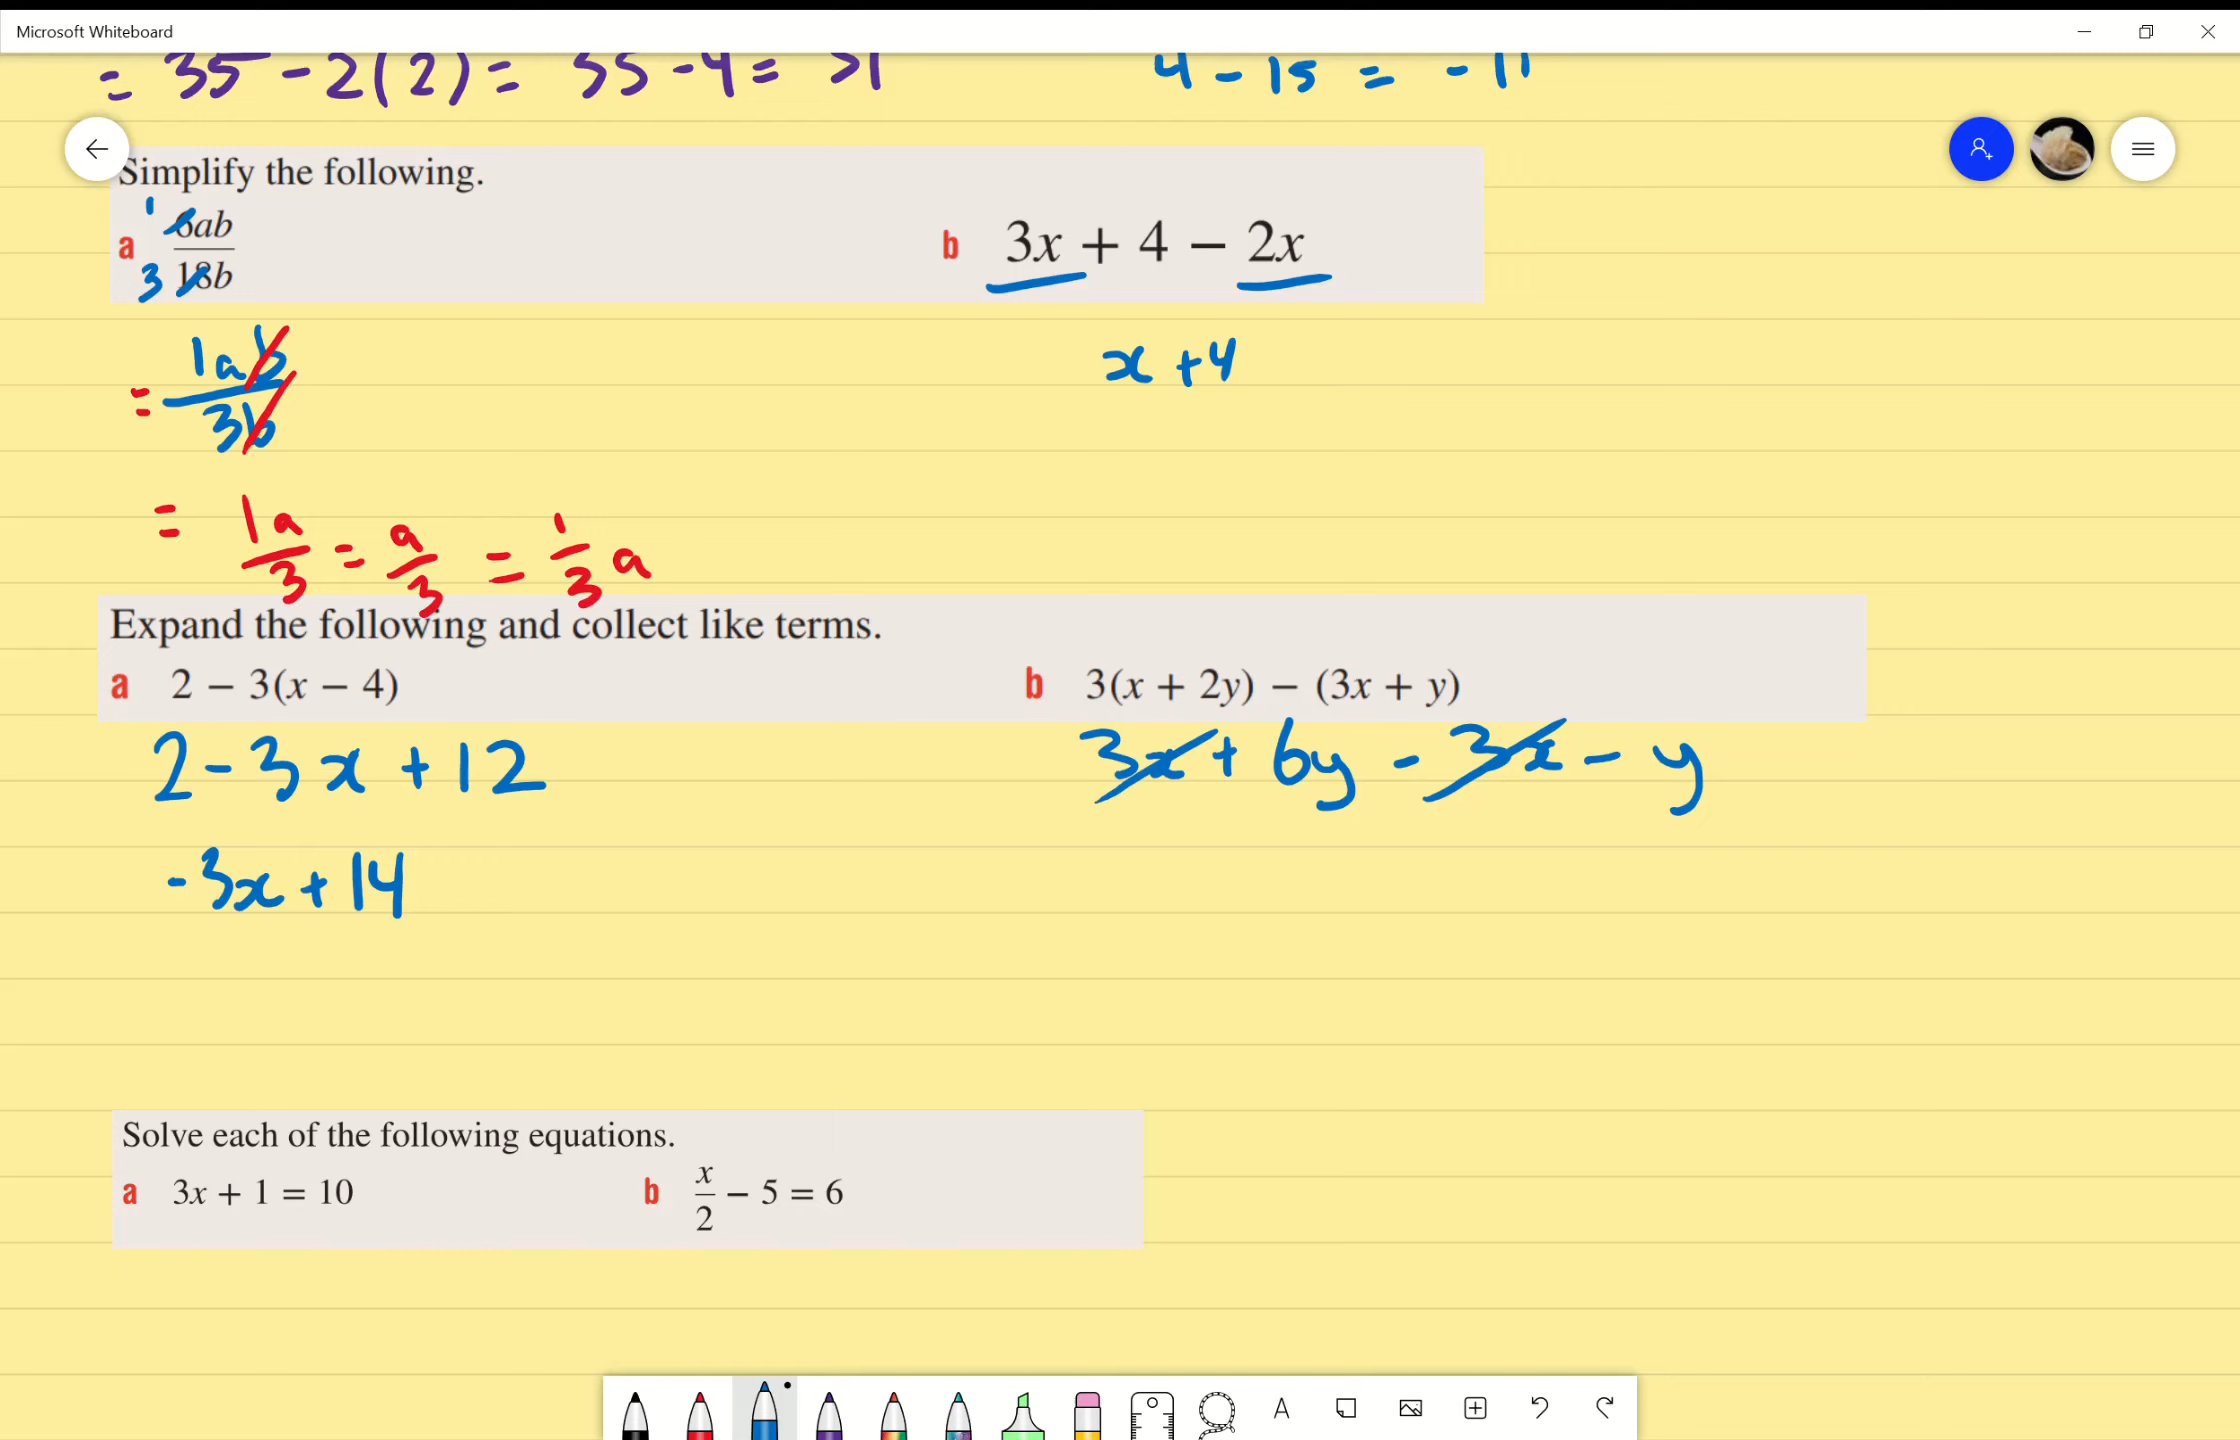 Microsoft Whiteboard
= 35 - 2(2) = 35 - 4 = 31
4 - 15 = -11
Simplify the following.
a 6ab/18b
1
3
b 3x + 4 − 2x
= 1ab/3b
x + 4
= 1a/3 = a/3 = 1/3 a
Expand the following and collect like terms.
a 2 − 3(x − 4)
b 3(x + 2y) − (3x + y)
2 - 3x + 12
3x + 6y - 3x - y
-3x + 14
Solve each of the following equations.
a 3x + 1 = 10
b x/2 − 5 = 6
A